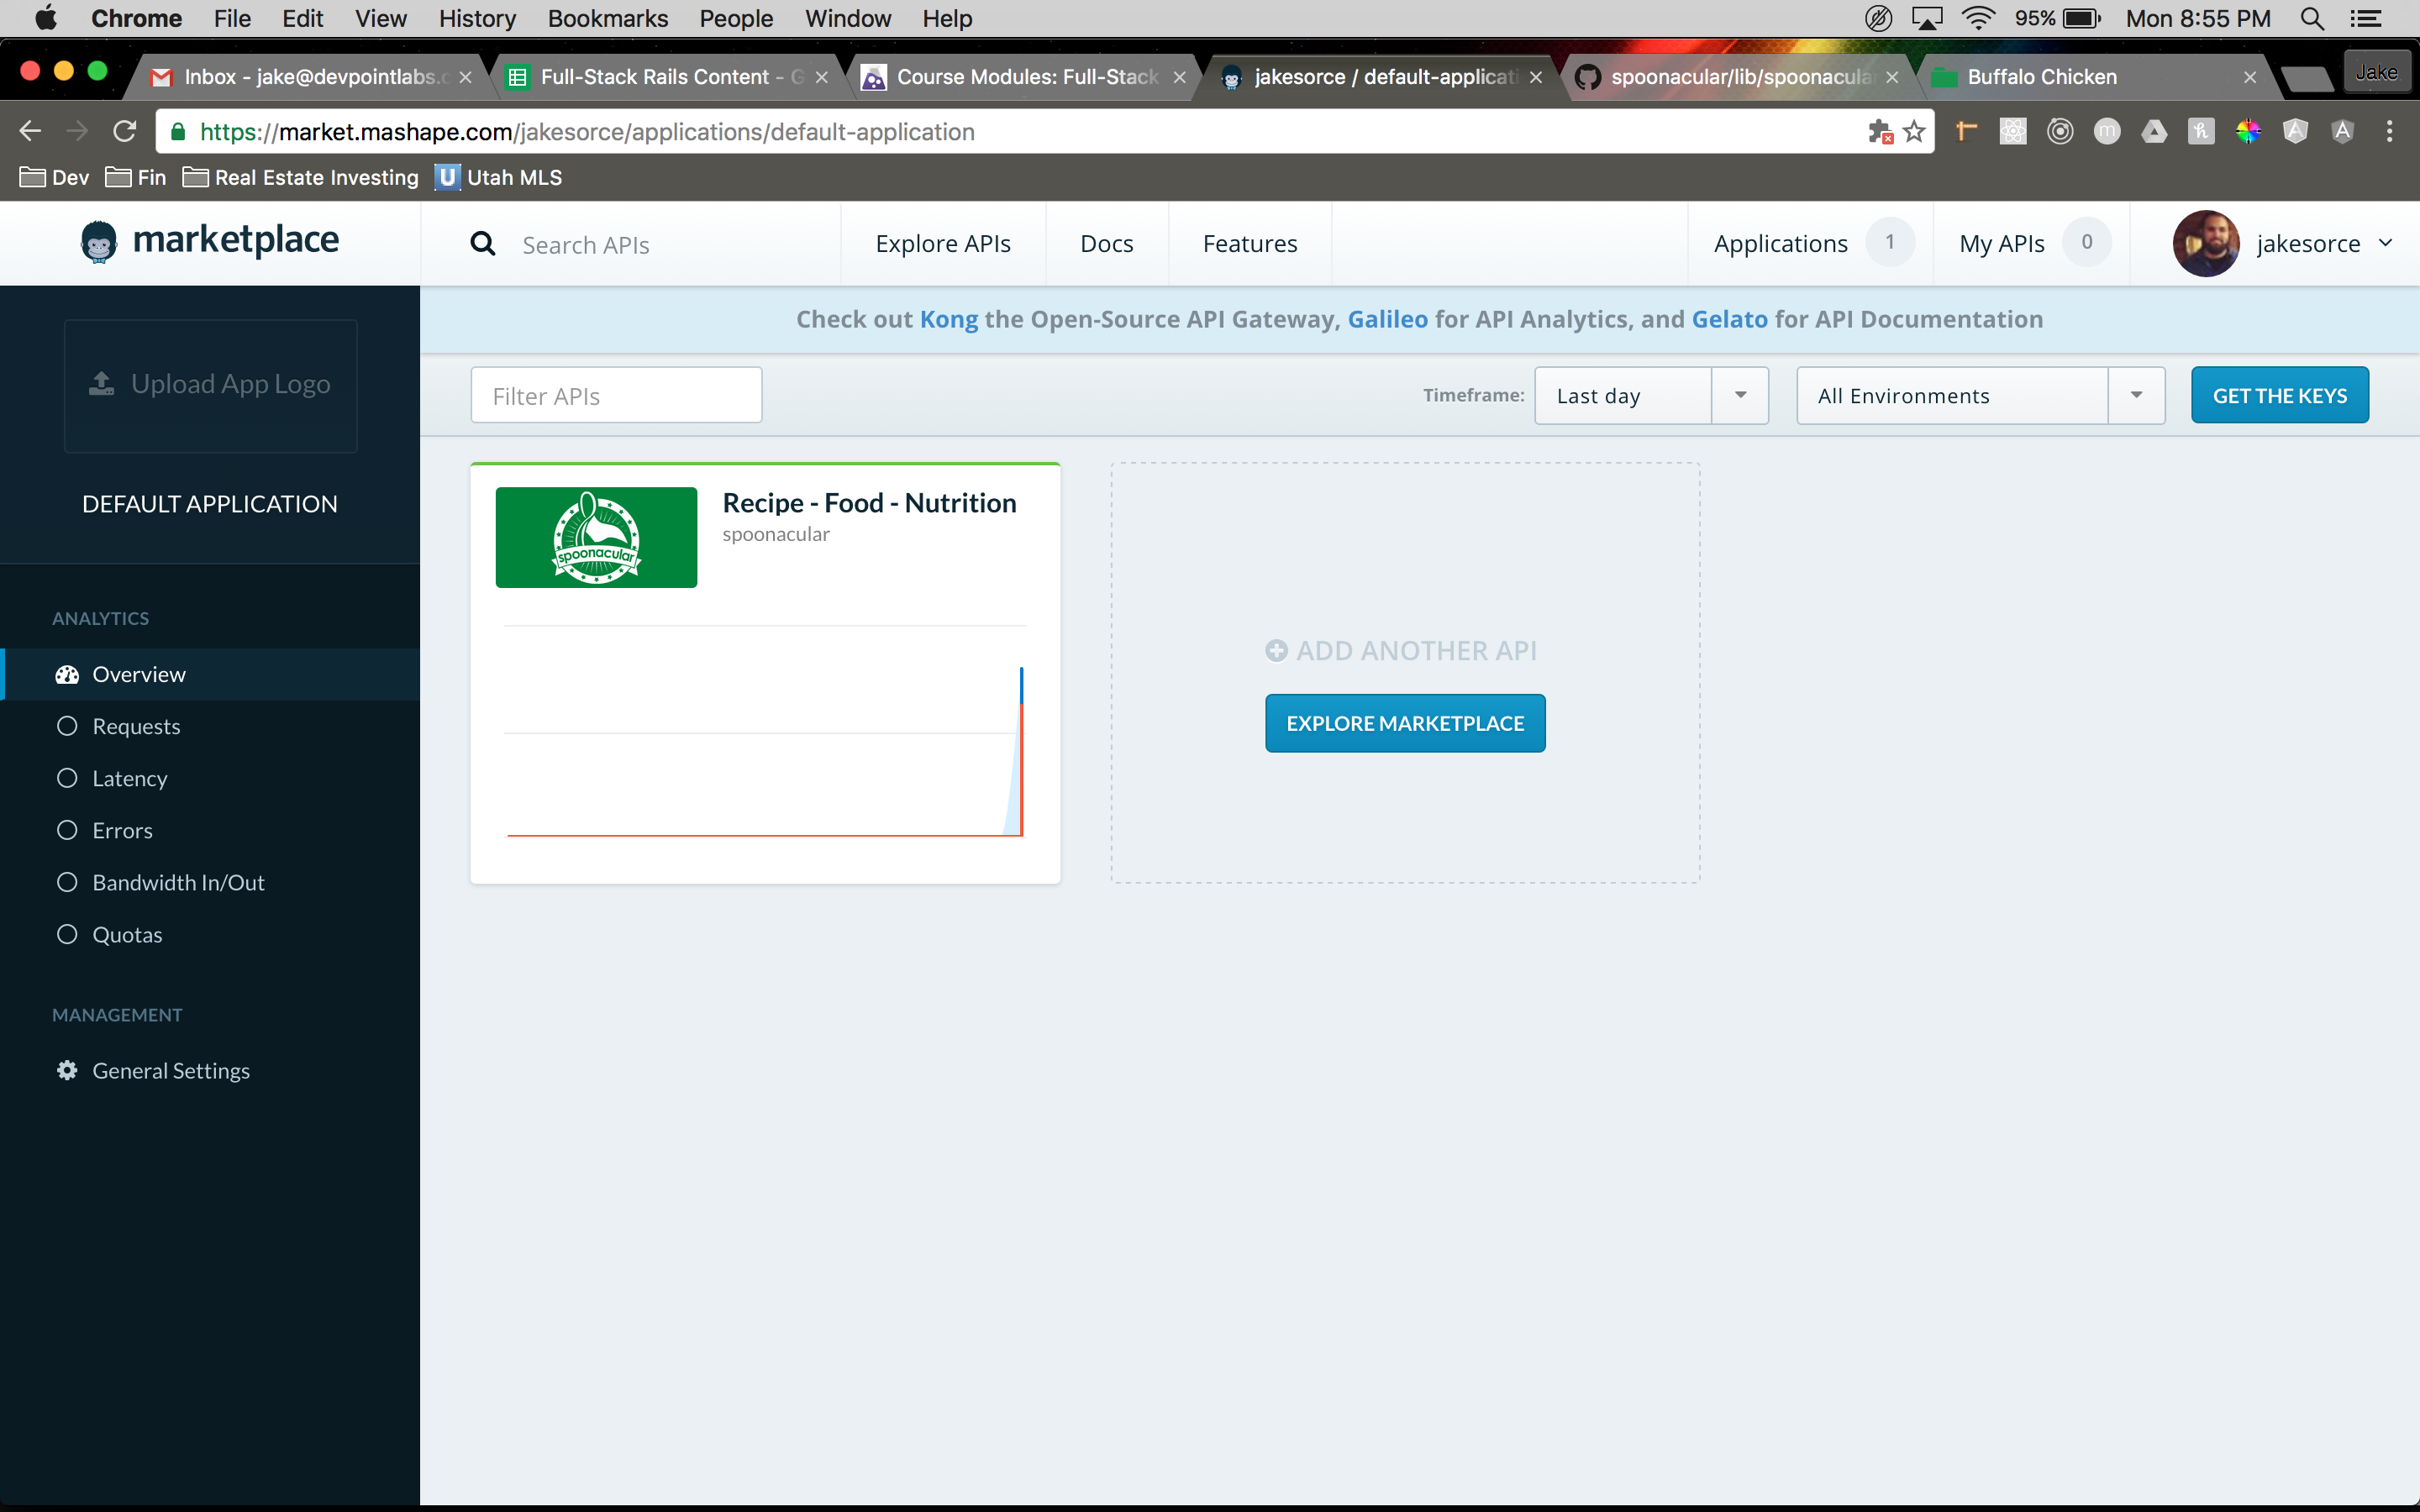 Chrome File Edit View History Bookmarks People Window Help 95% Mon 8:55 PM
Inbox - jake@devpointlabs.c Full-Stack Rails Content - G Course Modules: Full-Stack jakesorce / default-applicati spoonacular/lib/spoonacula Buffalo Chicken Jake
https://market.mashape.com/jakesorce/applications/default-application
Dev Fin Real Estate Investing U Utah MLS
marketplace Search APIs Explore APIs Docs Features Applications 1 My APIs 0 jakesorce
Check out Kong the Open-Source API Gateway, Galileo for API Analytics, and Gelato for API Documentation
Upload App Logo
Filter APIs Timeframe: Last day All Environments GET THE KEYS
DEFAULT APPLICATION
Recipe - Food - Nutrition
spoonacular
spoonacular
ANALYTICS
Overview
Requests
Latency
Errors
Bandwidth In/Out
Quotas
ADD ANOTHER API
EXPLORE MARKETPLACE
MANAGEMENT
General Settings